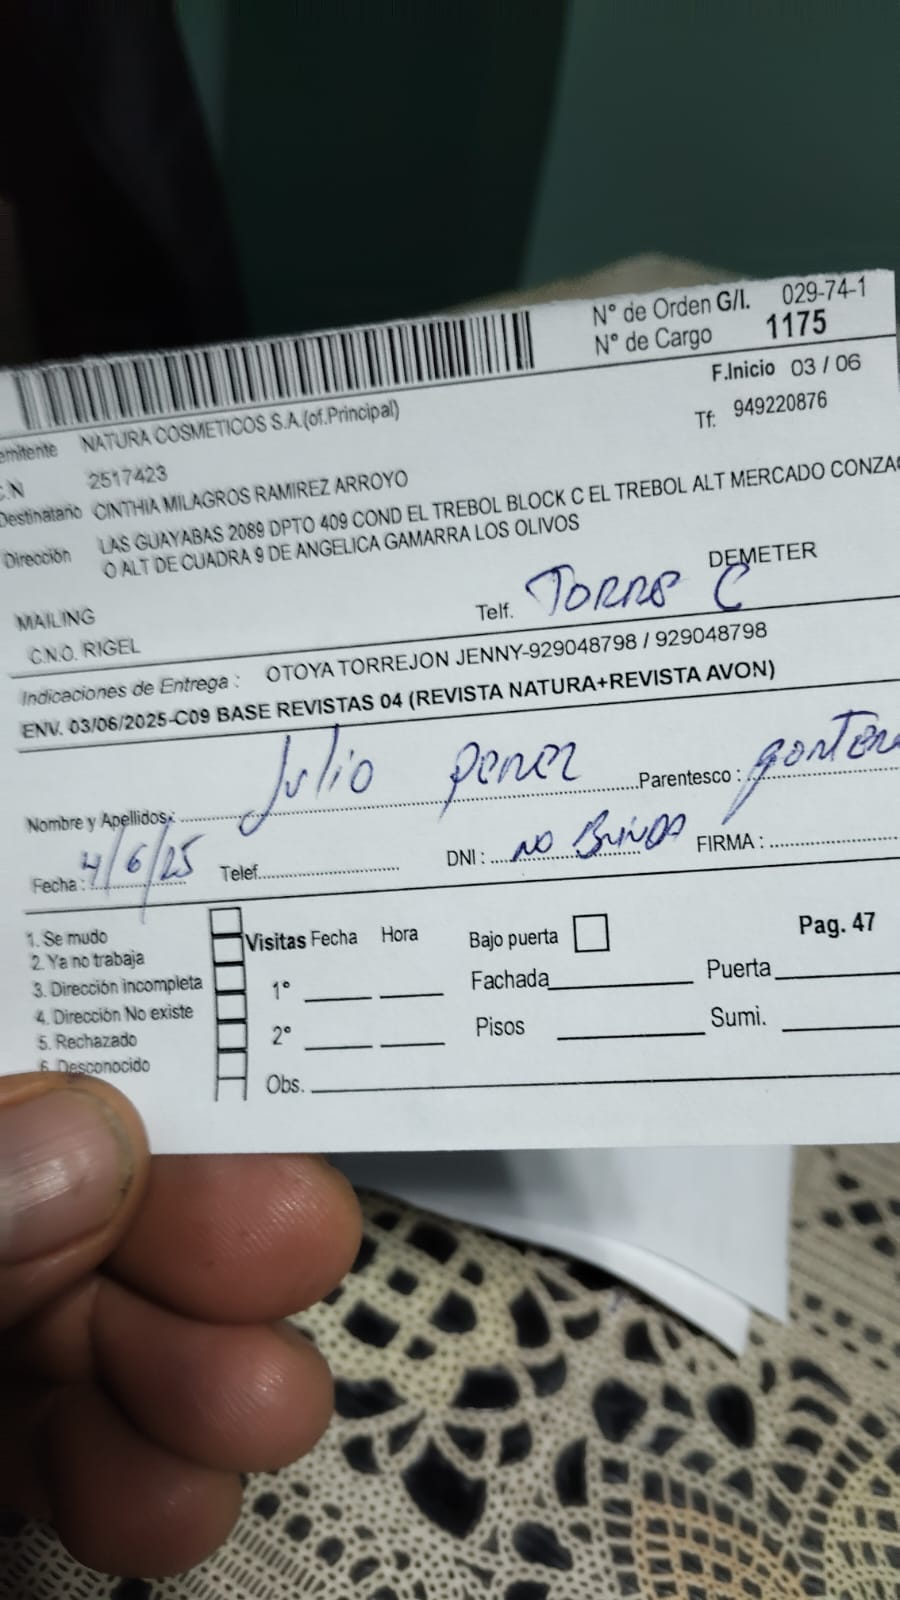 N° de Orden G/I. 029-74-1
N° de Cargo 1175
F.Inicio 03 / 06
emitente NATURA COSMETICOS S.A.(of.Principal)
Tf: 949220876
C.N 2517423
Destinatario CINTHIA MILAGROS RAMIREZ ARROYO
Dirección LAS GUAYABAS 2089 DPTO 409 COND EL TREBOL BLOCK C EL TREBOL ALT MERCADO CONZAC
O ALT DE CUADRA 9 DE ANGELICA GAMARRA LOS OLIVOS
DEMETER
MAILING Telf. Torre C
C.N.O. RIGEL
Indicaciones de Entrega : OTOYA TORREJON JENNY-929048798 / 929048798
ENV. 03/06/2025-C09 BASE REVISTAS 04 (REVISTA NATURA+REVISTA AVON)
Nombre y Apellidos: Julio Perez Parentesco :
Fecha: 4/6/25 Telef. DNI : NO Brinda FIRMA :
1. Se mudo
2. Ya no trabaja
3. Dirección incompleta
4. Dirección No existe
5. Rechazado
6. Desconocido
Visitas Fecha Hora Bajo puerta Pag. 47
1° Fachada Puerta
2° Pisos Sumi.
Obs.